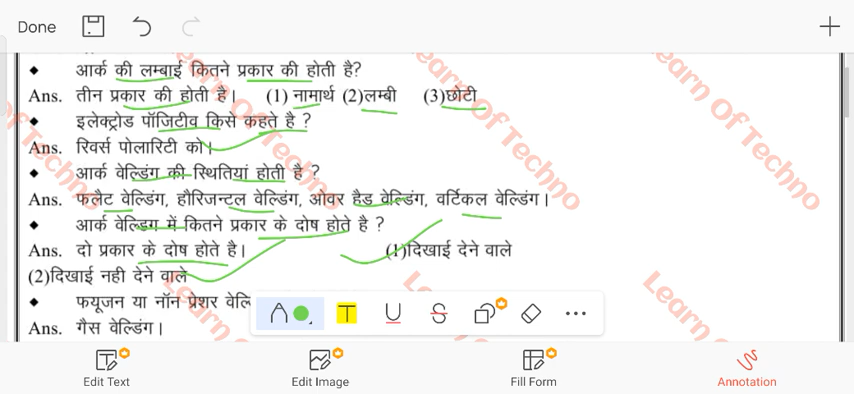 Done
◆ आर्क की लम्बाई कितने प्रकार की होती है?
Ans. तीन प्रकार की होती है। (1) नामार्थ (2)लम्बी (3)छोटी
◆ इलेक्ट्रोड पॉजिटीव किसे कहते है ?
Ans. रिवर्स पोलारिटी को।
◆ आर्क वेल्डिंग की स्थितियां होती है ?
Ans. फलैट वेल्डिंग, हौरिजन्टल वेल्डिंग, ओवर हैड वेल्डिंग, वर्टिकल वेल्डिंग।
◆ आर्क वेल्डिग में कितने प्रकार के दोष होते है ?
Ans. दो प्रकार के दोष होते है। (1)दिखाई देने वाले
(2)दिखाई नही देने वाले
◆ फयूजन या नॉन प्रेशर
Ans. गैस वेल्डिंग।
Learn Of Techno
Edit Text
Edit Image
Fill Form
Annotation